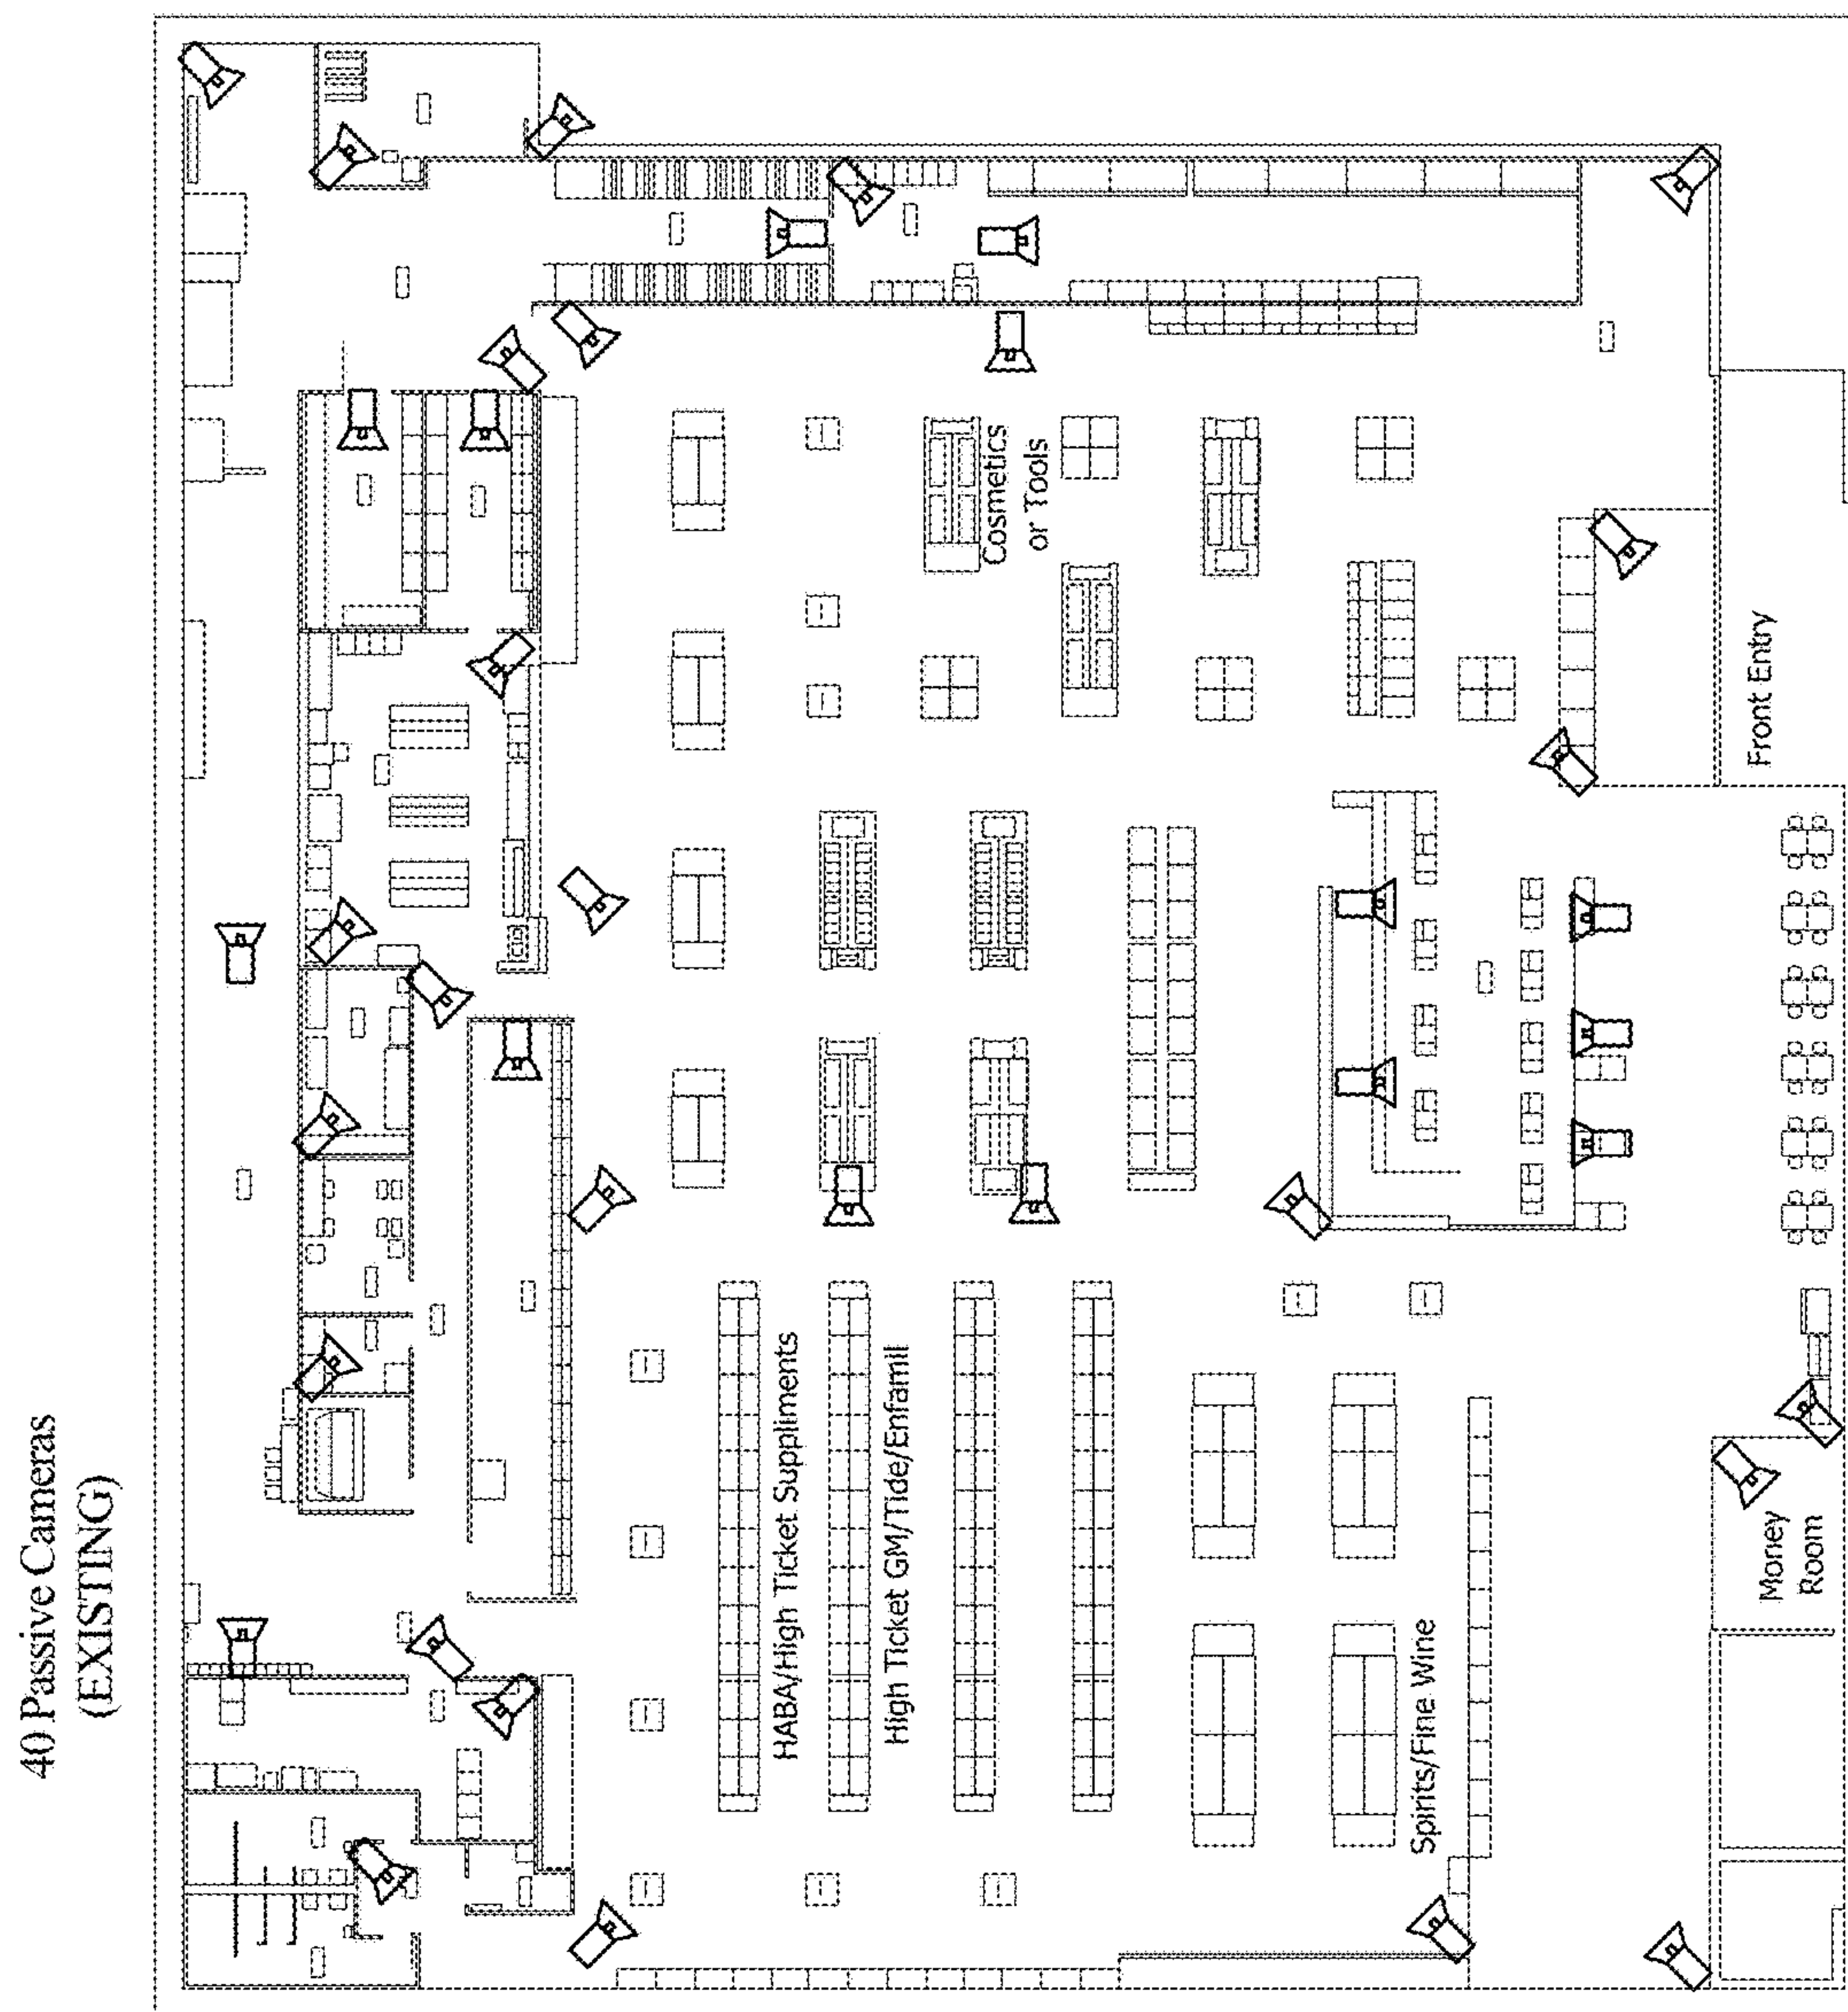 40 Passive Cameras
(EXISTING)
Cosmetics
or Tools
Front Entry
HABA/High Ticket Suppliments
High Ticket GM/Tide/Enfamil
Spirits/Fine Wine
Money
Room